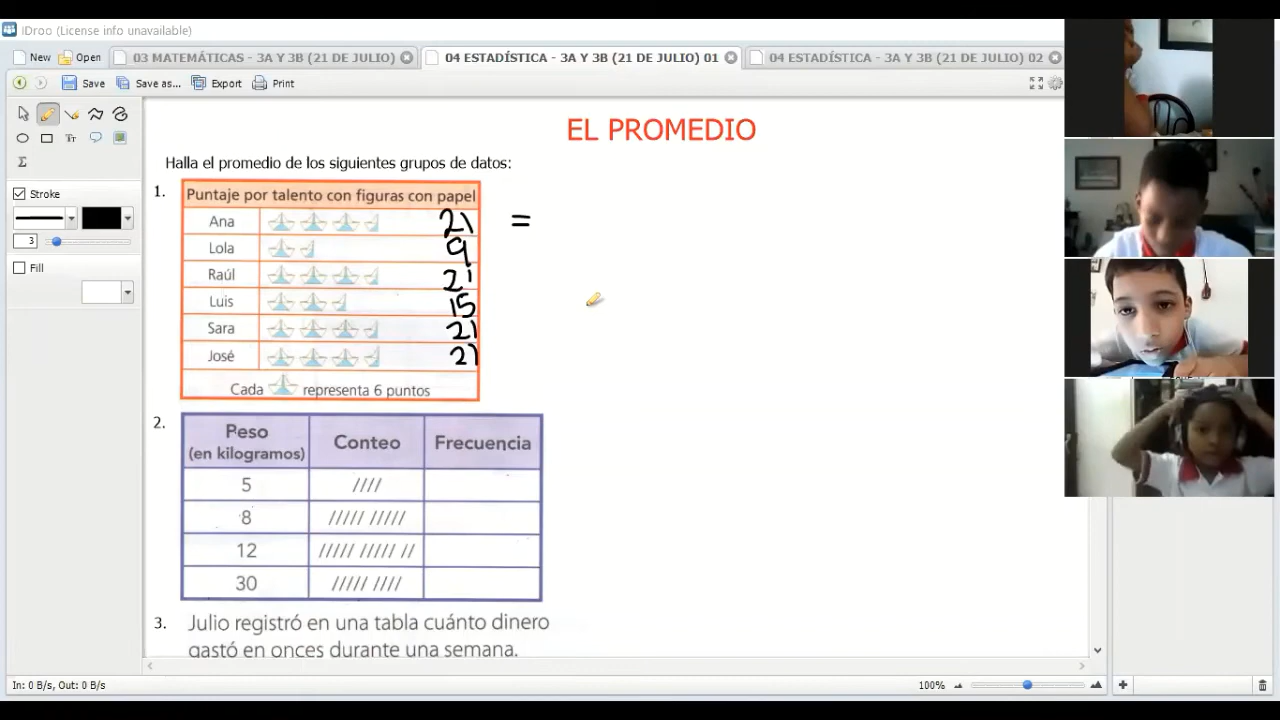 iDroo (License info unavailable)
New Open 03 MATEMÁTICAS - 3A Y 3B (21 DE JULIO) 04 ESTADÍSTICA - 3A Y 3B (21 DE JULIO) 01 04 ESTADÍSTICA - 3A Y 3B (21 DE JULIO) 02
Save Save as... Export Print
Tт
Σ
Stroke
3
Fill
EL PROMEDIO
Halla el promedio de los siguientes grupos de datos:
1.
Puntaje por talento con figuras con papel
Ana 21 =
Lola 9
Raúl 21
Luis 15
Sara 21
José 21
Cada representa 6 puntos
2.
Peso (en kilogramos) Conteo Frecuencia
5 ////
8 ///// /////
12 ///// ///// //
30 ///// ////
3. Julio registró en una tabla cuánto dinero
gastó en onces durante una semana.
In: 0 B/s, Out: 0 B/s 100%